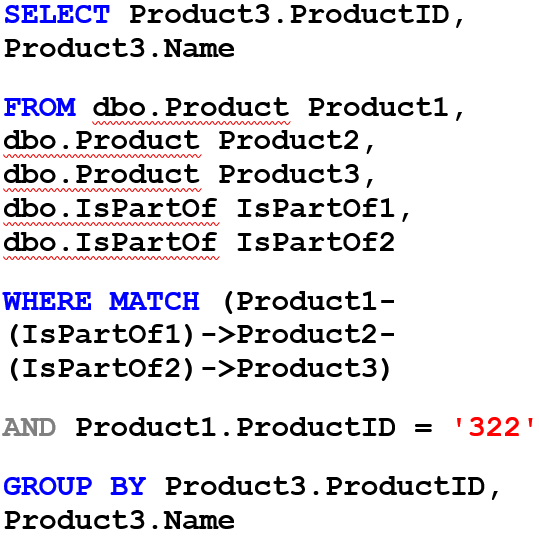 SELECT Product3.ProductID,
Product3.Name
FROM dbo.Product Product1,
dbo.Product Product2,
dbo.Product Product3,
dbo.IsPartOf IsPartOf1,
dbo.IsPartOf IsPartOf2
WHERE MATCH (Product1-
(IsPartOf1)->Product2-
(IsPartOf2)->Product3)
AND Product1.ProductID = '322'
GROUP BY Product3.ProductID,
Product3.Name